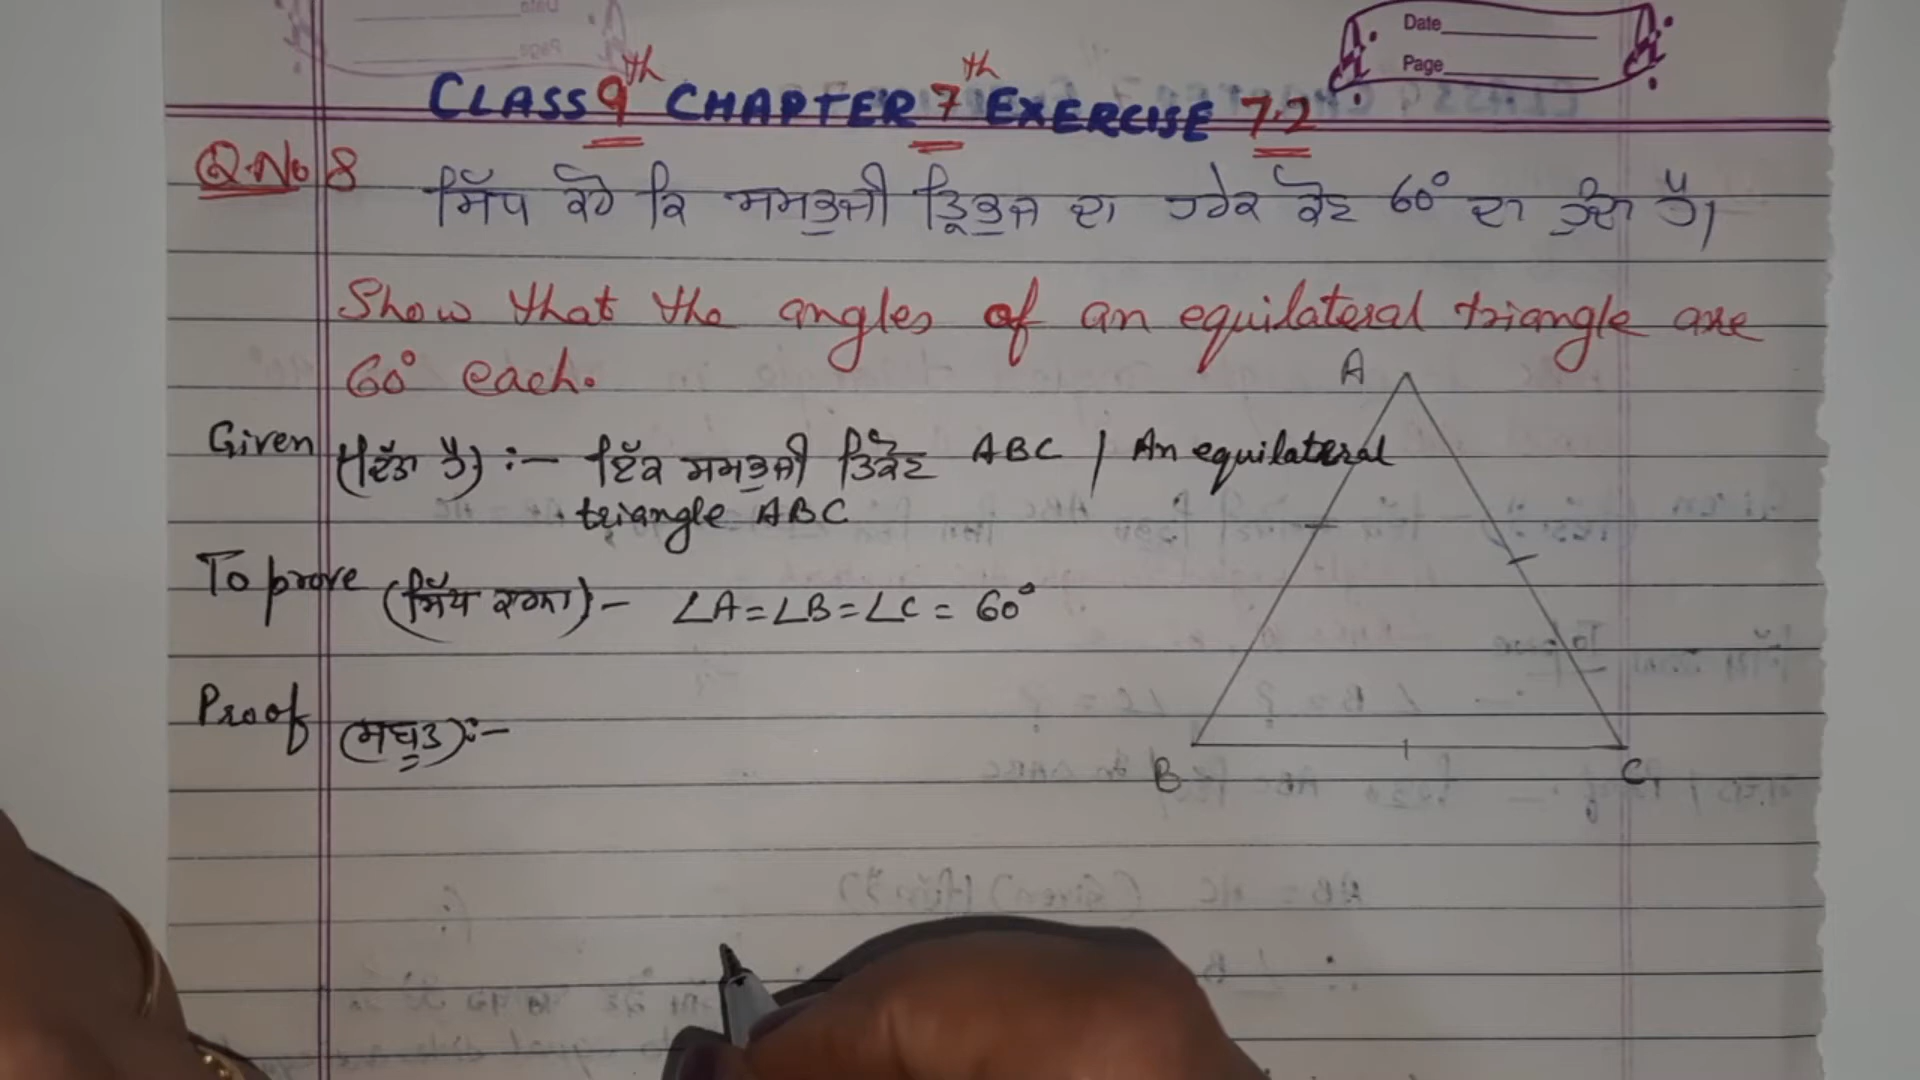 Date
Page
CLASS 9th CHAPTER 7th EXERCISE 7.2
Q.No 8 ਸਿੱਧ ਕਰੋ ਕਿ ਸਮਭੁਜੀ ਤ੍ਰਿਭੁਜ ਦਾ ਹਰੇਕ ਕੋਣ 60° ਦਾ ਹੁੰਦਾ ਹੈ।
Show that the angles of an equilateral triangle are
60° each.
A
Given (ਦਿੱਤਾ ਹੈ) :- ਇੱਕ ਸਮਭੁਜੀ ਤਿਕੋਣ ABC / An equilateral
triangle ABC
To prove (ਸਿੱਧ ਕਰਨਾ) - ∠A = ∠B = ∠C = 60°
Proof (ਸਬੂਤ) :-
B C